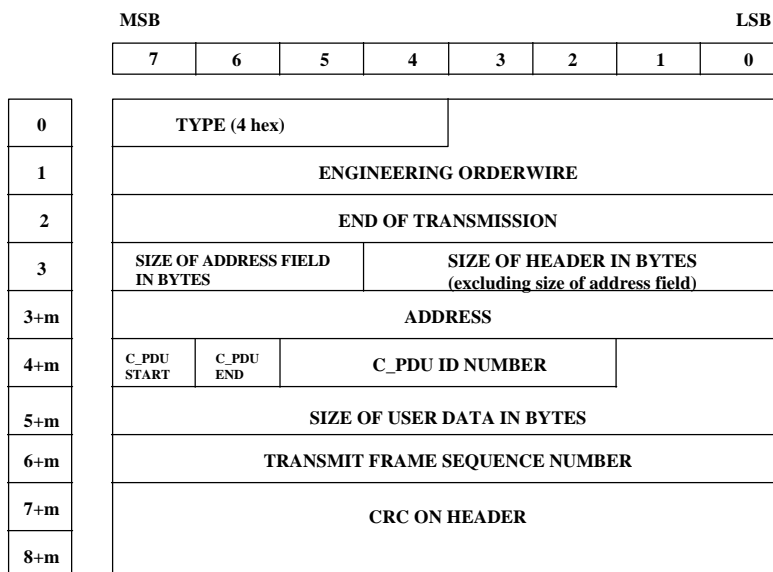 MSB LSB
7 6 5 4 3 2 1 0
0 TYPE (4 hex)
1 ENGINEERING ORDERWIRE
2 END OF TRANSMISSION
3 SIZE OF ADDRESS FIELD IN BYTES SIZE OF HEADER IN BYTES (excluding size of address field)
3+m ADDRESS
4+m C_PDU START C_PDU END C_PDU ID NUMBER
5+m SIZE OF USER DATA IN BYTES
6+m TRANSMIT FRAME SEQUENCE NUMBER
7+m
CRC ON HEADER
8+m